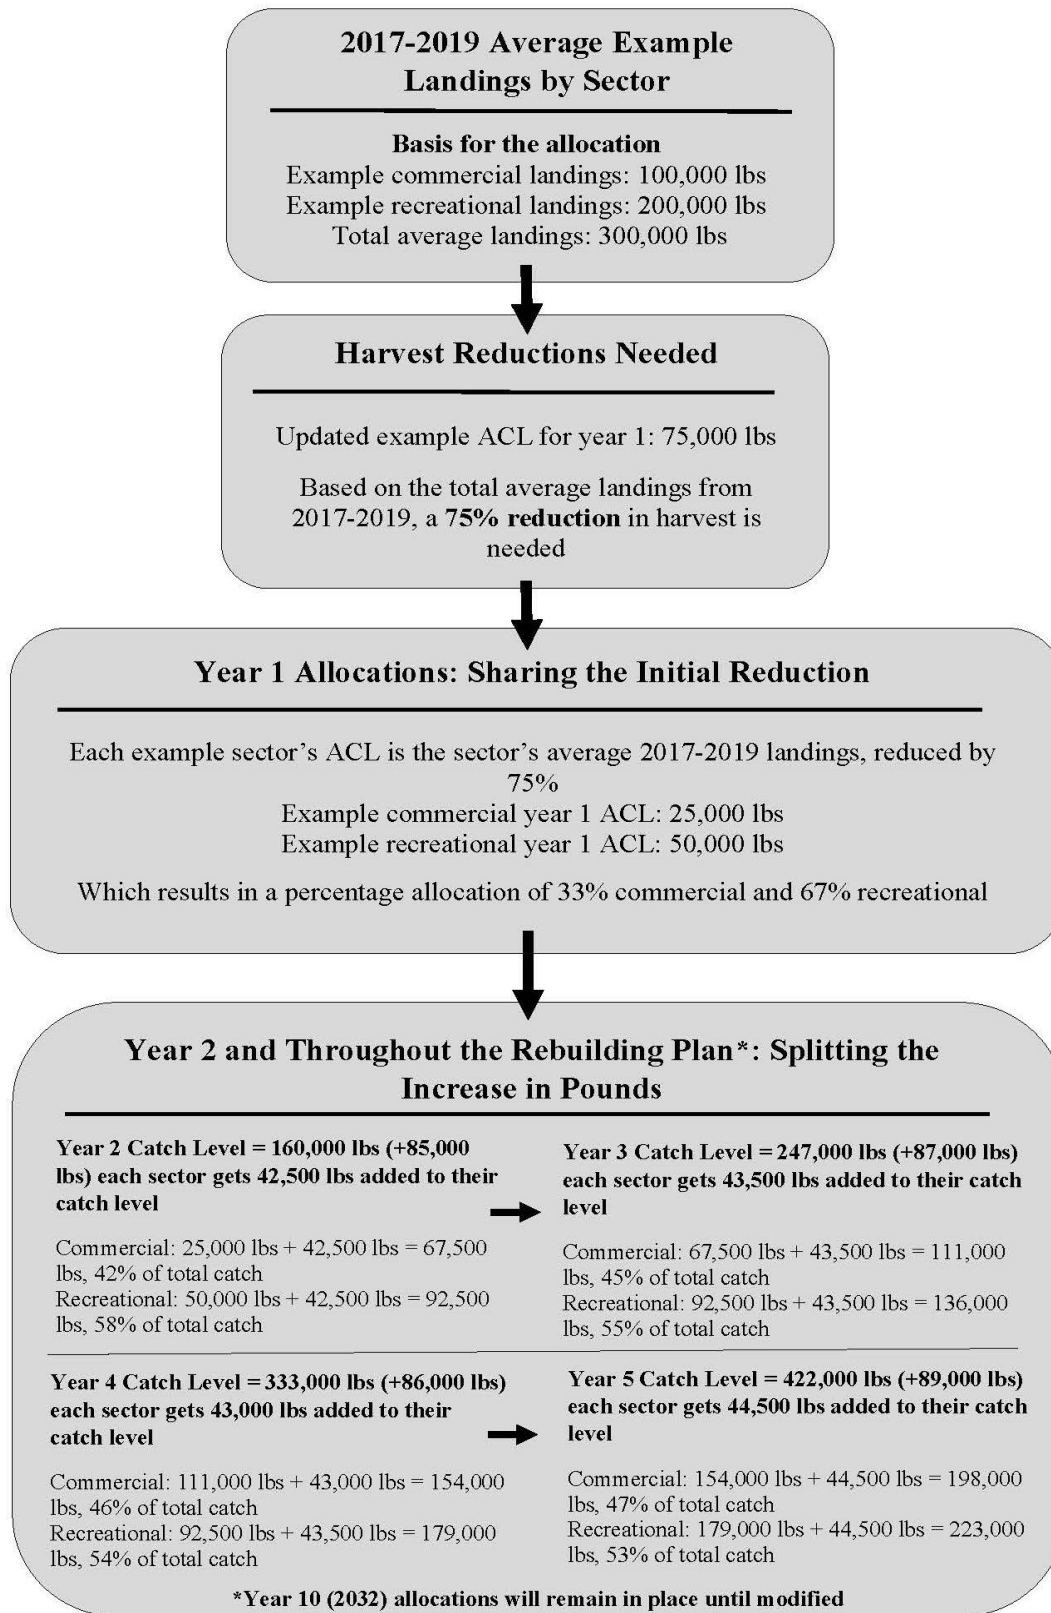 2017-2019 Average Example
Landings by Sector
Basis for the allocation
Example commercial landings: 100,000 lbs
Example recreational landings: 200,000 lbs
Total average landings: 300,000 lbs
Harvest Reductions Needed
Updated example ACL for year 1: 75,000 lbs
Based on the total average landings from
2017-2019, a 75% reduction in harvest is
needed
Year 1 Allocations: Sharing the Initial Reduction
Each example sector's ACL is the sector's average 2017-2019 landings, reduced by
75%
Example commercial year 1 ACL: 25,000 lbs
Example recreational year 1 ACL: 50,000 lbs
Which results in a percentage allocation of 33% commercial and 67% recreational
Year 2 and Throughout the Rebuilding Plan*: Splitting the
Increase in Pounds
Year 2 Catch Level = 160,000 lbs (+85,000
lbs) each sector gets 42,500 lbs added to their
catch level
Commercial: 25,000 lbs + 42,500 lbs = 67,500
lbs, 42% of total catch
Recreational: 50,000 lbs + 42,500 lbs = 92,500
lbs, 58% of total catch
Year 3 Catch Level = 247,000 lbs (+87,000 lbs)
each sector gets 43,500 lbs added to their catch
level
Commercial: 67,500 lbs + 43,500 lbs = 111,000
lbs, 45% of total catch
Recreational: 92,500 lbs + 43,500 lbs = 136,000
lbs, 55% of total catch
Year 4 Catch Level = 333,000 lbs (+86,000 lbs)
each sector gets 43,000 lbs added to their
catch level
Commercial: 111,000 lbs + 43,000 lbs = 154,000
lbs, 46% of total catch
Recreational: 92,500 lbs + 43,500 lbs = 179,000
lbs, 54% of total catch
Year 5 Catch Level = 422,000 lbs (+89,000 lbs)
each sector gets 44,500 lbs added to their catch
level
Commercial: 154,000 lbs + 44,500 lbs = 198,000
lbs, 47% of total catch
Recreational: 179,000 lbs + 44,500 lbs = 223,000
lbs, 53% of total catch
*Year 10 (2032) allocations will remain in place until modified